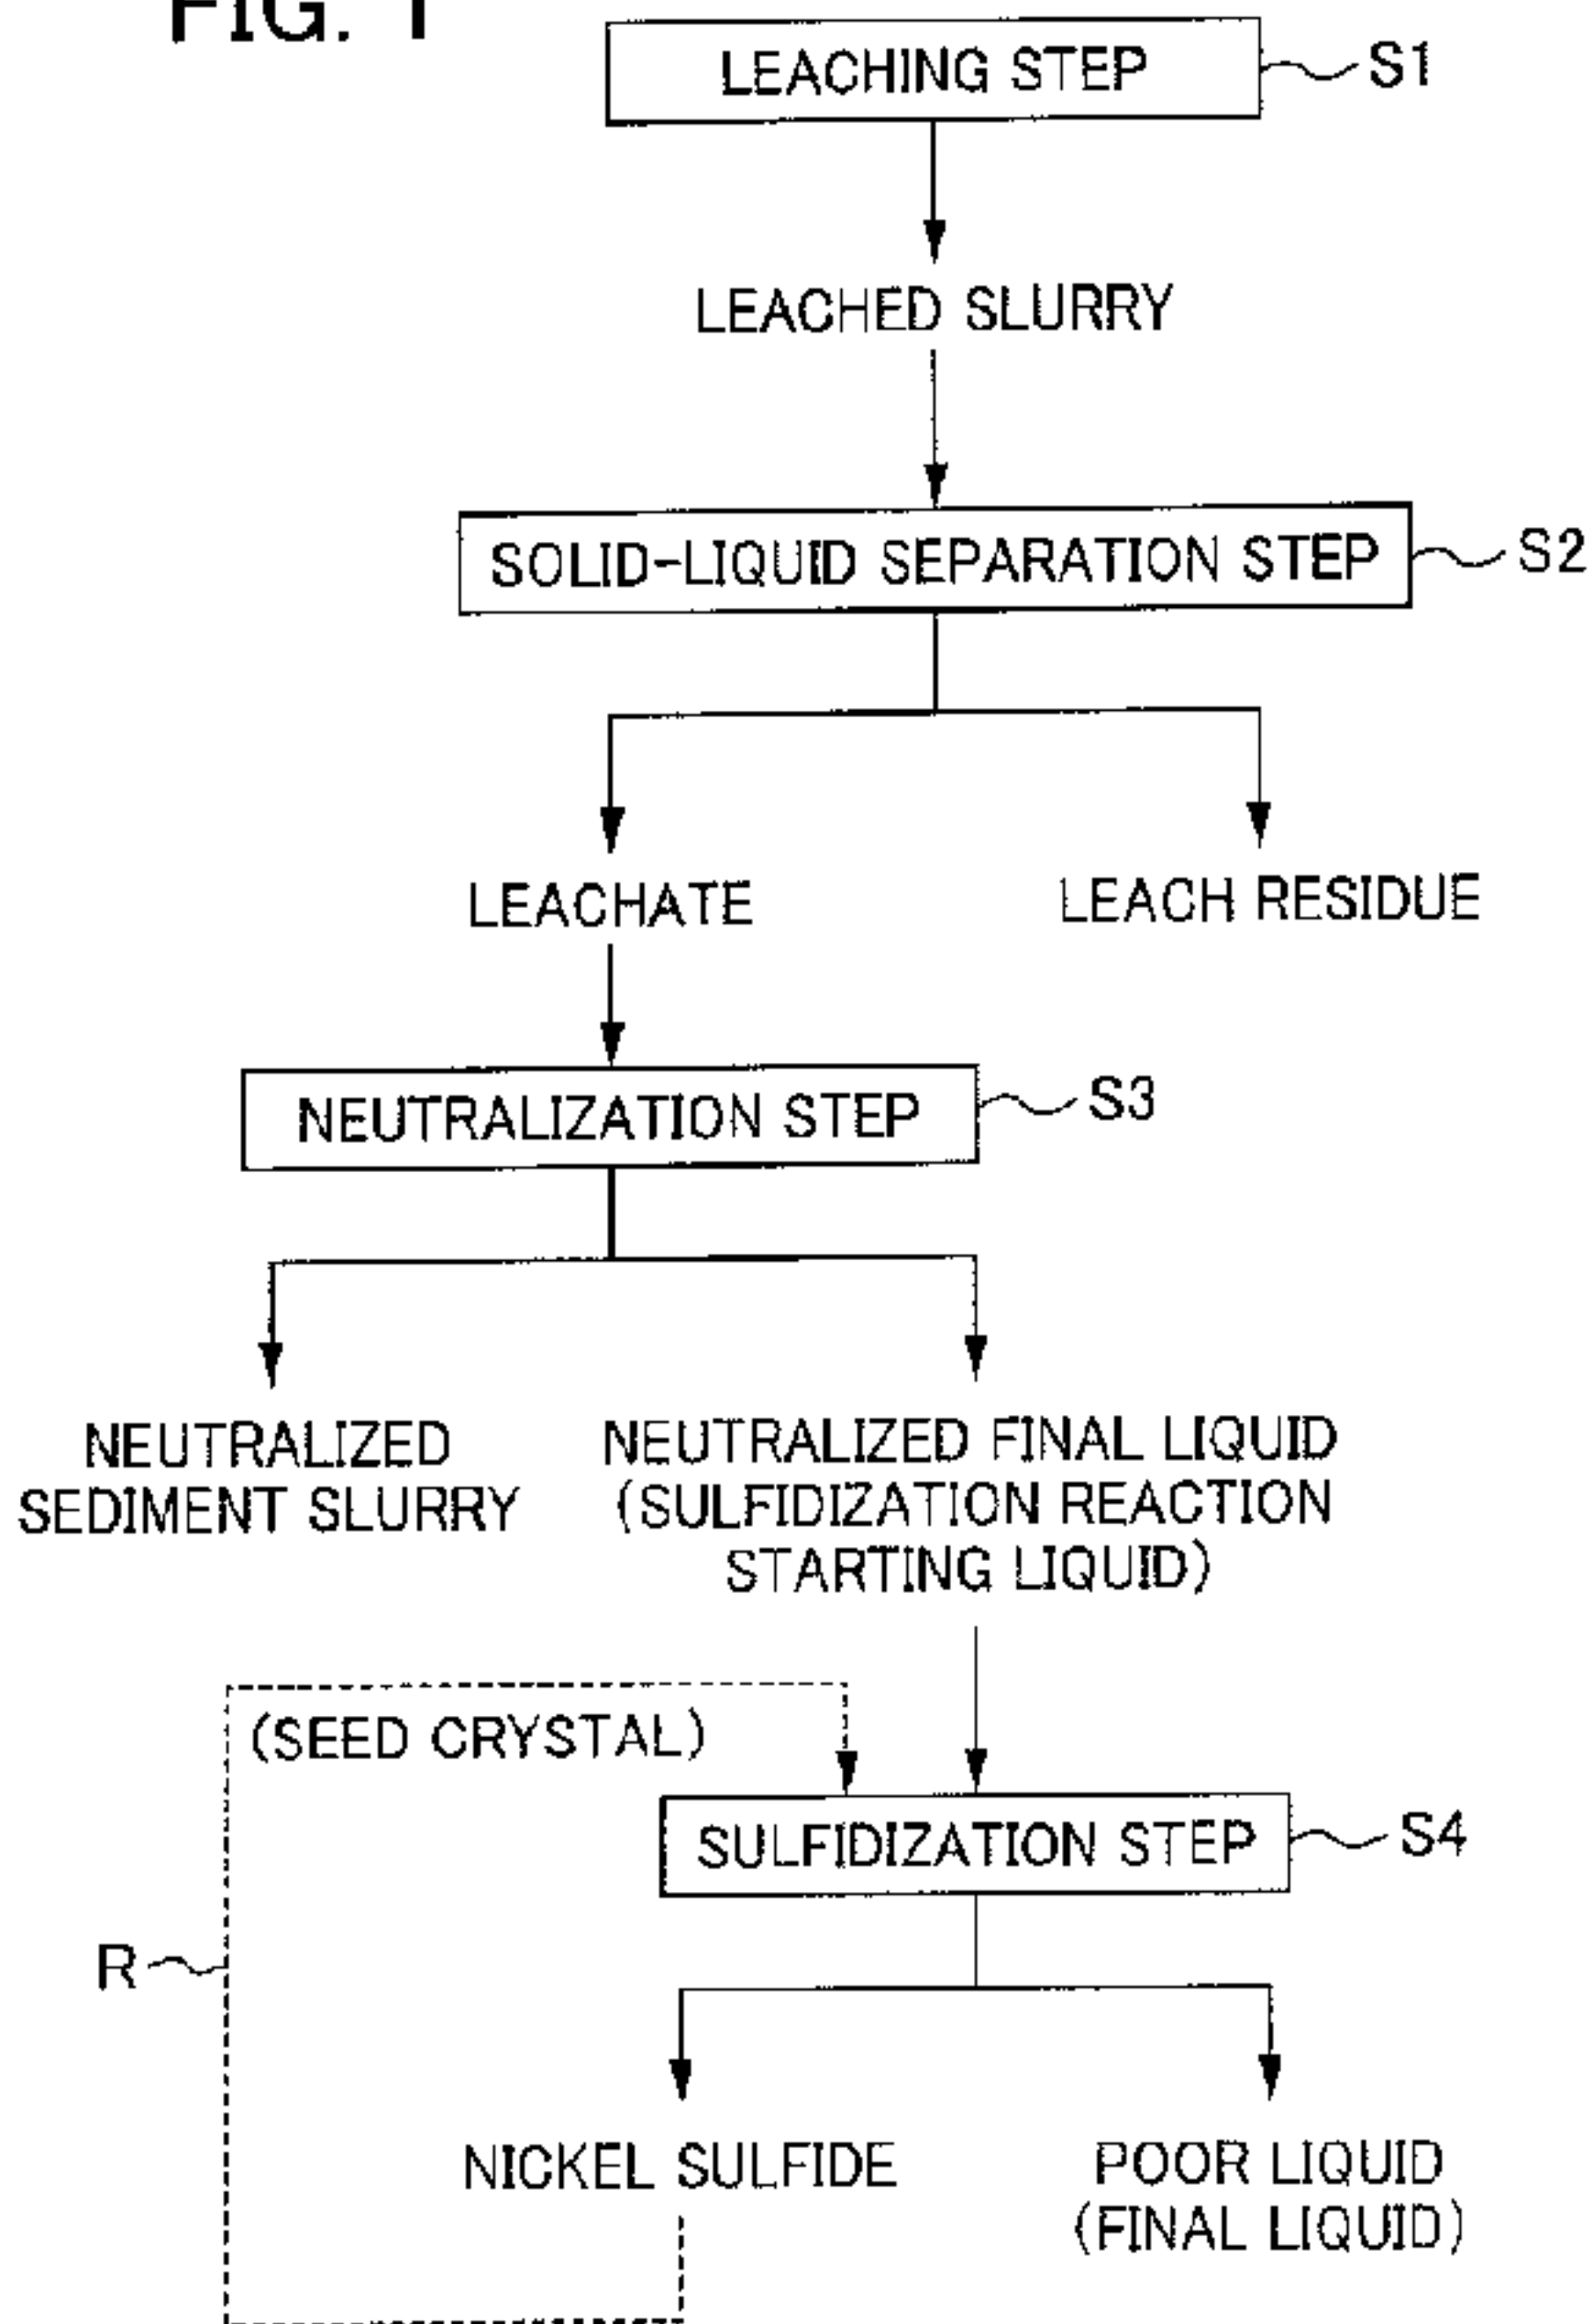 FIG. 1
LEACHING STEP
S1
LEACHED SLURRY
SOLID-LIQUID SEPARATION STEP
S2
LEACHATE
LEACH RESIDUE
NEUTRALIZATION STEP
S3
NEUTRALIZED
SEDIMENT SLURRY
NEUTRALIZED FINAL LIQUID
(SULFIDIZATION REACTION
STARTING LIQUID)
(SEED CRYSTAL)
SULFIDIZATION STEP
S4
R
NICKEL SULFIDE
POOR LIQUID
(FINAL LIQUID)